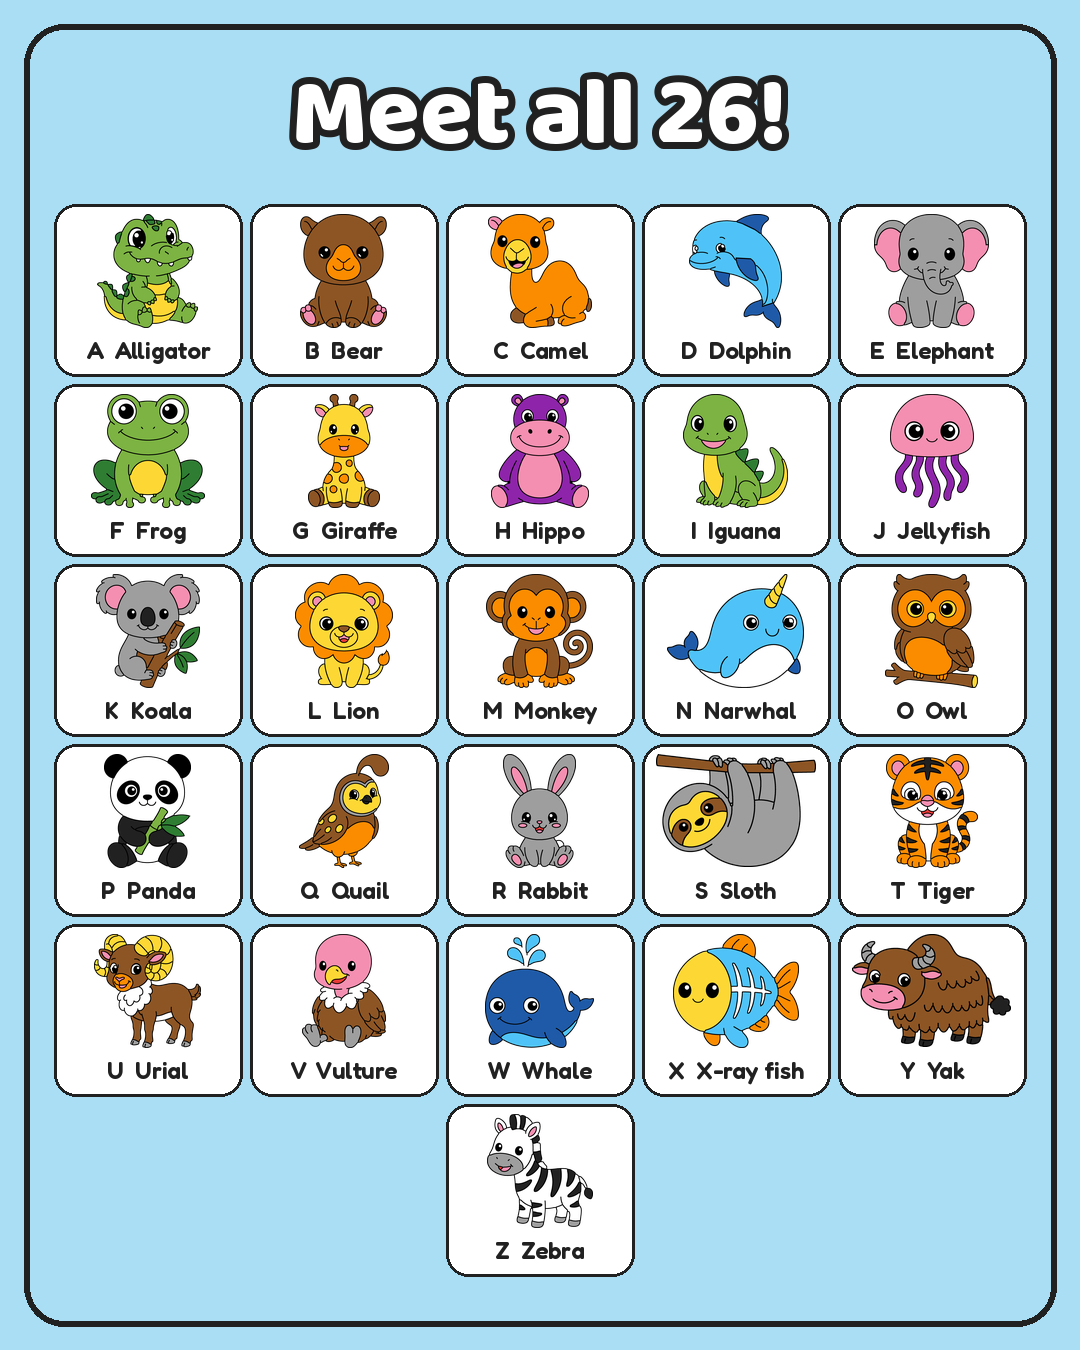 Meet all 26!
A Alligator
B Bear
C Camel
D Dolphin
E Elephant
F Frog
G Giraffe
H Hippo
I Iguana
J Jellyfish
K Koala
L Lion
M Monkey
N Narwhal
O Owl
P Panda
Q Quail
R Rabbit
S Sloth
T Tiger
U Urial
V Vulture
W Whale
X X-ray fish
Y Yak
Z Zebra